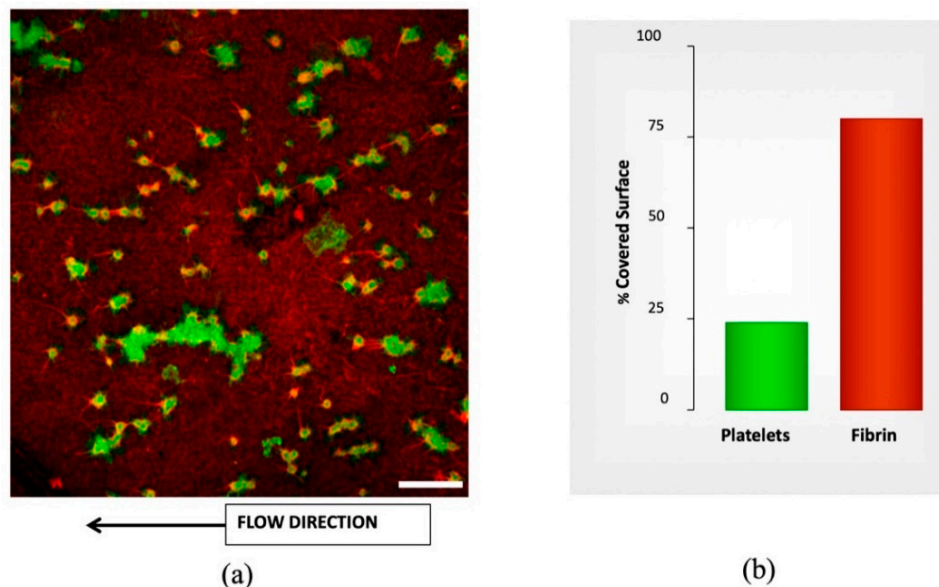 FLOW DIRECTION
(a)
100
75
50
25
0
% Covered Surface
Platelets Fibrin
(b)